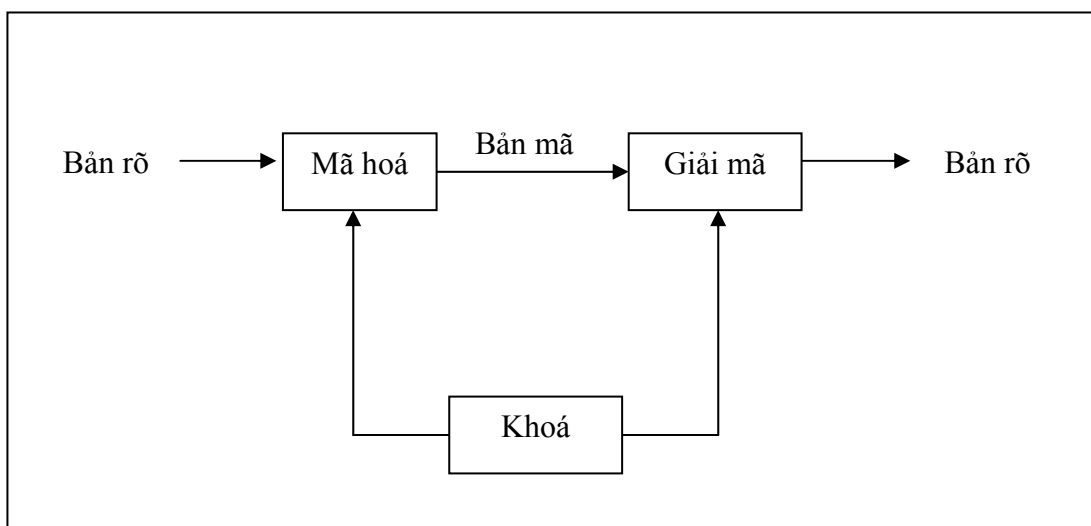 Bản rõ
Mã hoá
Bản mã
Giải mã
Bản rõ
Khoá